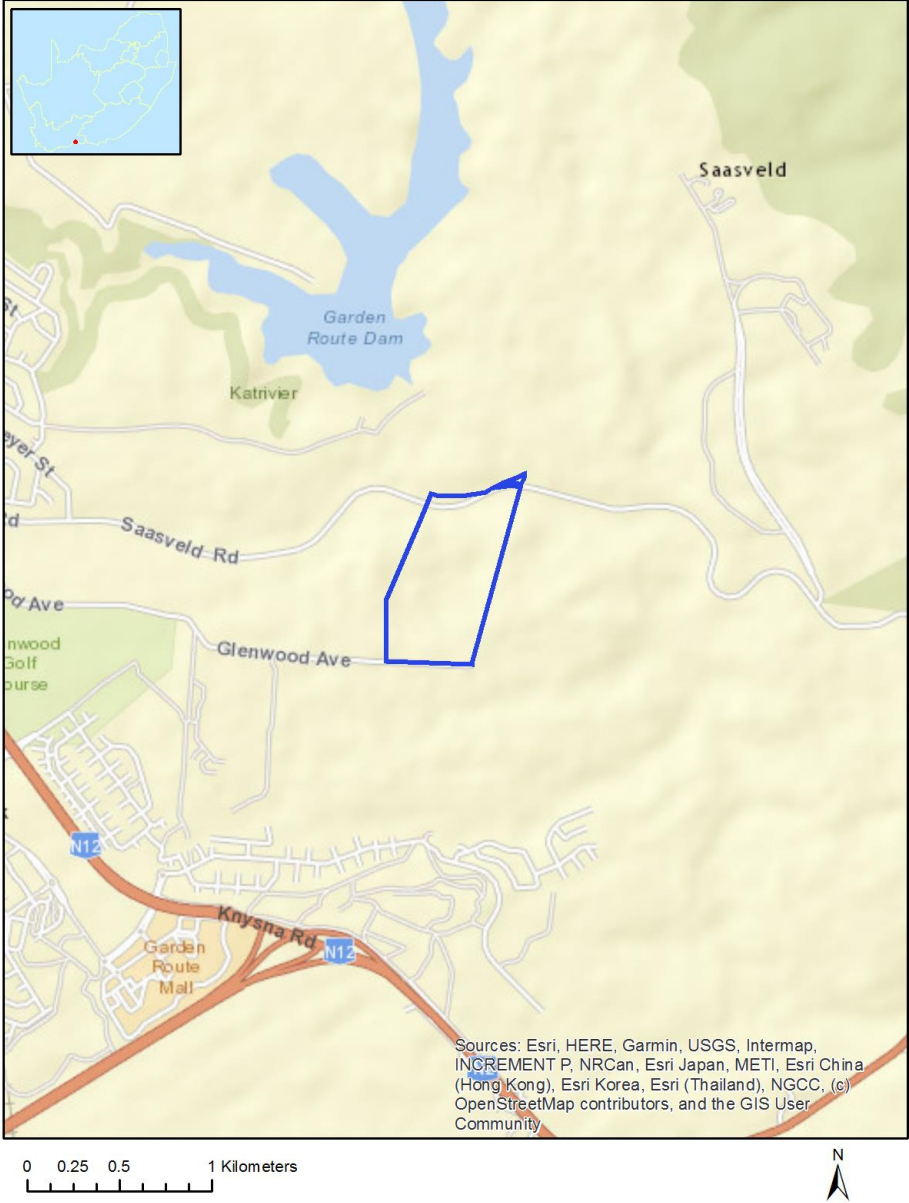 Saasveld
St
Garden
Route Dam
Katrivier
eyer St
Rd
Saasveld Rd
od Ave
nwood
Golf
ourse
Glenwood Ave
N12
Knysna Rd
N12
Garden
Route
Mall
Sources: Esri, HERE, Garmin, USGS, Intermap,
INCREMENT P, NRCan, Esri Japan, METI, Esri China
(Hong Kong), Esri Korea, Esri (Thailand), NGCC, (c)
OpenStreetMap contributors, and the GIS User
Community
0 0.25 0.5 1 Kilometers
N